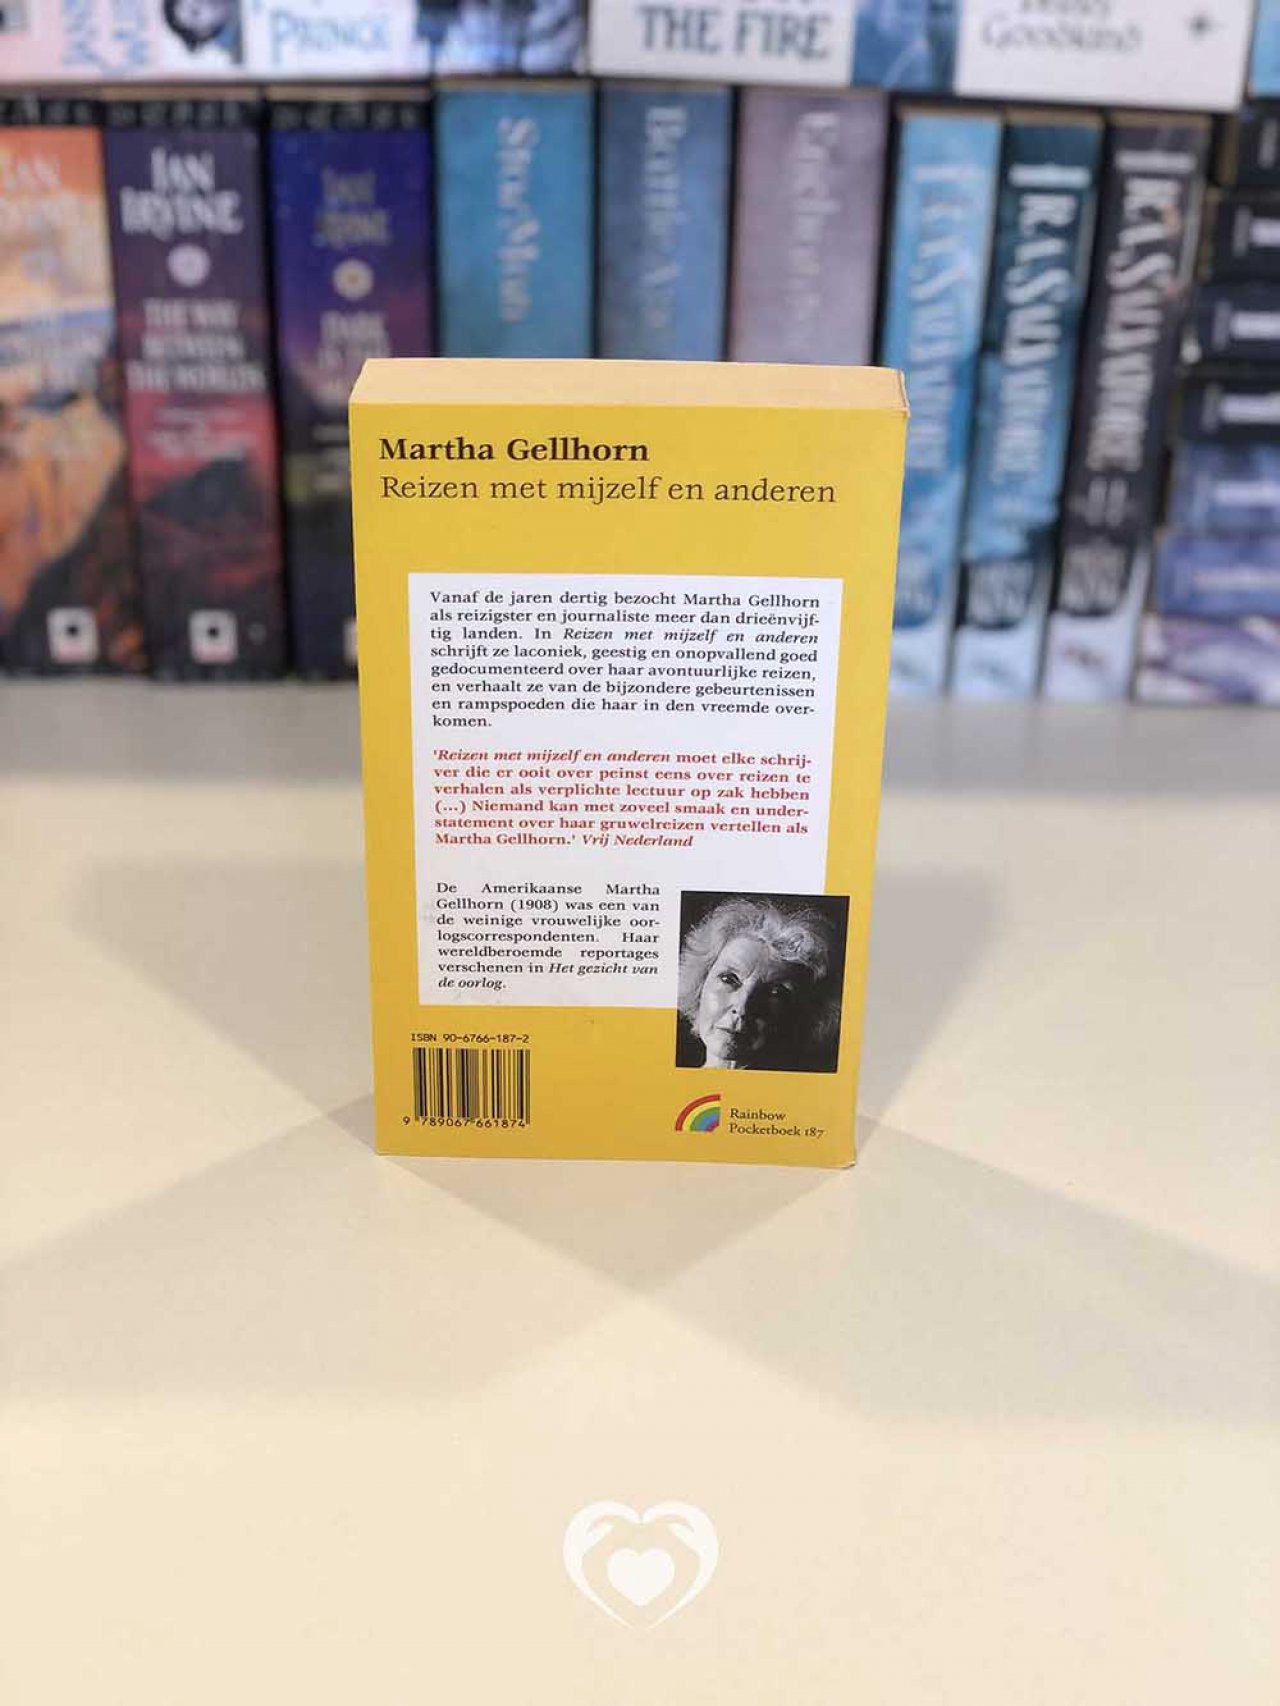 PRINCE
THE FIRE
IAN
IRVINE
THE WAY
BETWEEN
THE WORLDS
IAN
IRVINE
DARK
R.A. SALVATORE
R.A. SALVATORE
R.A. SALVATORE
Martha Gellhorn
Reizen met mijzelf en anderen
Vanaf de jaren dertig bezocht Martha Gellhorn
als reizigster en journaliste meer dan drieënvijf-
tig landen. In Reizen met mijzelf en anderen
schrijft ze laconiek, geestig en onopvallend goed
gedocumenteerd over haar avontuurlijke reizen,
en verhaalt ze van de bijzondere gebeurtenissen
en rampspoeden die haar in den vreemde over-
komen.
'Reizen met mijzelf en anderen moet elke schrij-
ver die er ooit over peinst eens over reizen te
verhalen als verplichte lectuur op zak hebben
(...) Niemand kan met zoveel smaak en under-
statement over haar gruwelreizen vertellen als
Martha Gellhorn.' Vrij Nederland
De Amerikaanse Martha
Gellhorn (1908) was een van
de weinige vrouwelijke oor-
logscorrespondenten. Haar
wereldberoemde reportages
verschenen in Het gezicht van
de oorlog.
ISBN 90-6766-187-2
9 789067 661874
Rainbow
Pocketboek 187